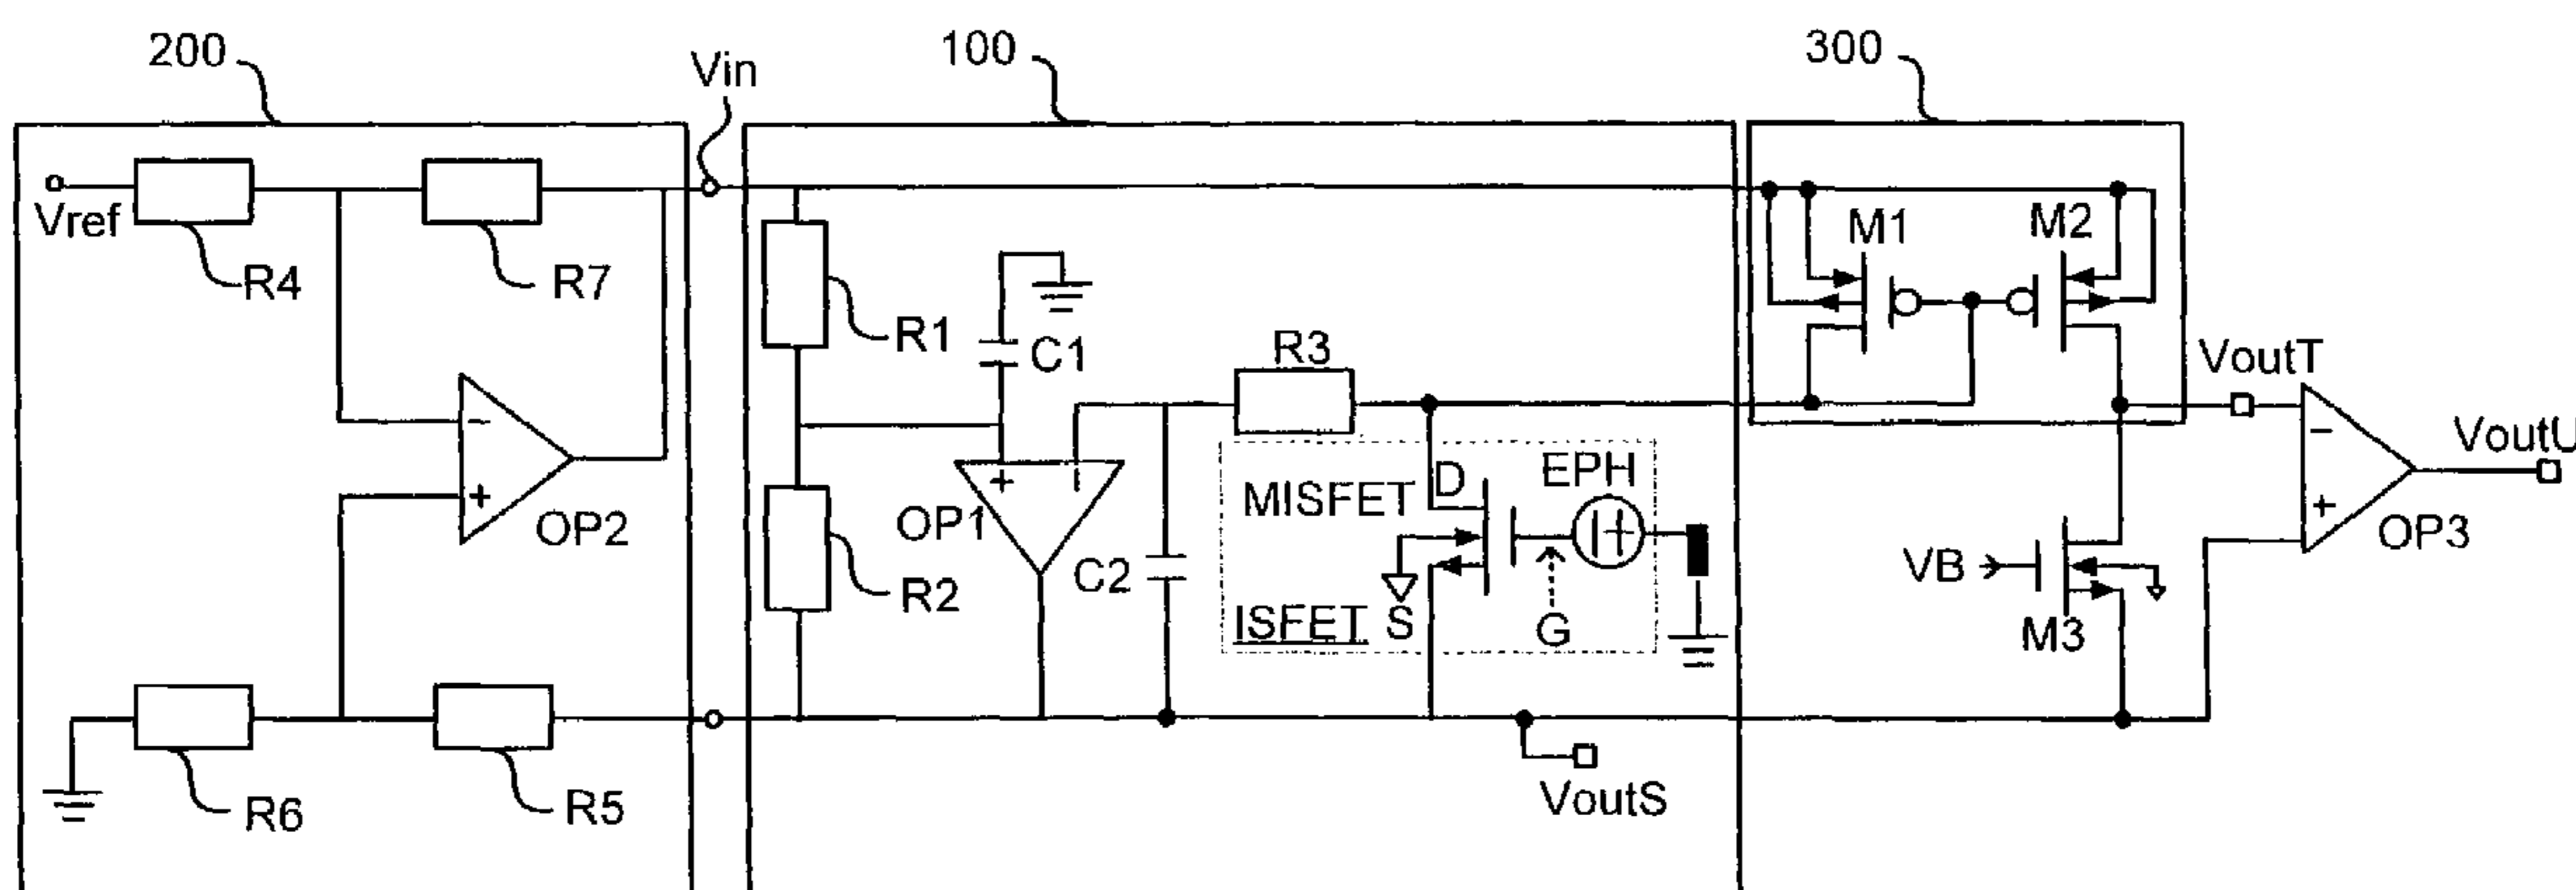 200
Vin
100
300
Vref
R4
R7
M1
M2
R1
C1
R3
VoutT
-
+
OP2
+
-
OP1
R2
C2
MISFET
D
EPH
ISFET
S
G
VB
M3
-
+
OP3
VoutU
R6
R5
VoutS